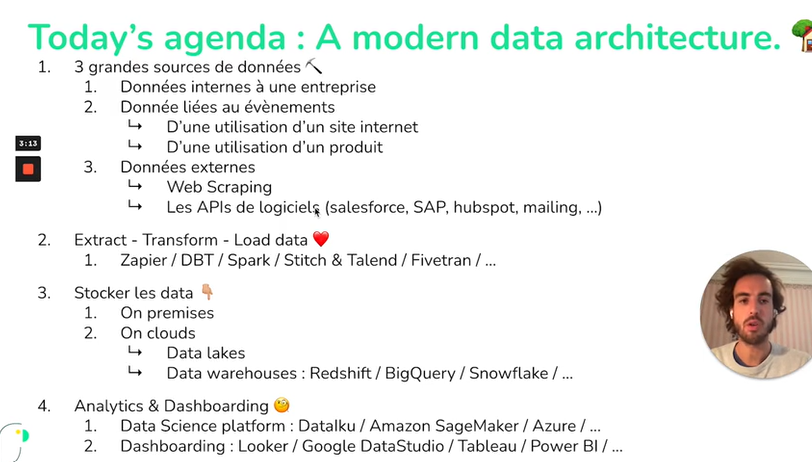 Today's agenda : A modern data architecture. 🏡
1. 3 grandes sources de données ⛏️
1. Données internes à une entreprise
2. Donnée liées au évènements
↳ D'une utilisation d'un site internet
↳ D'une utilisation d'un produit
3:13
3. Données externes
↳ Web Scraping
↳ Les APIs de logiciels (salesforce, SAP, hubspot, mailing, ...)
2. Extract - Transform - Load data ❤️
1. Zapier / DBT / Spark / Stitch & Talend / Fivetran / ...
3. Stocker les data 👇🏼
1. On premises
2. On clouds
↳ Data lakes
↳ Data warehouses : Redshift / BigQuery / Snowflake / ...
4. Analytics & Dashboarding 🧐
1. Data Science platform : DataIku / Amazon SageMaker / Azure / ...
2. Dashboarding : Looker / Google DataStudio / Tableau / Power BI / ...